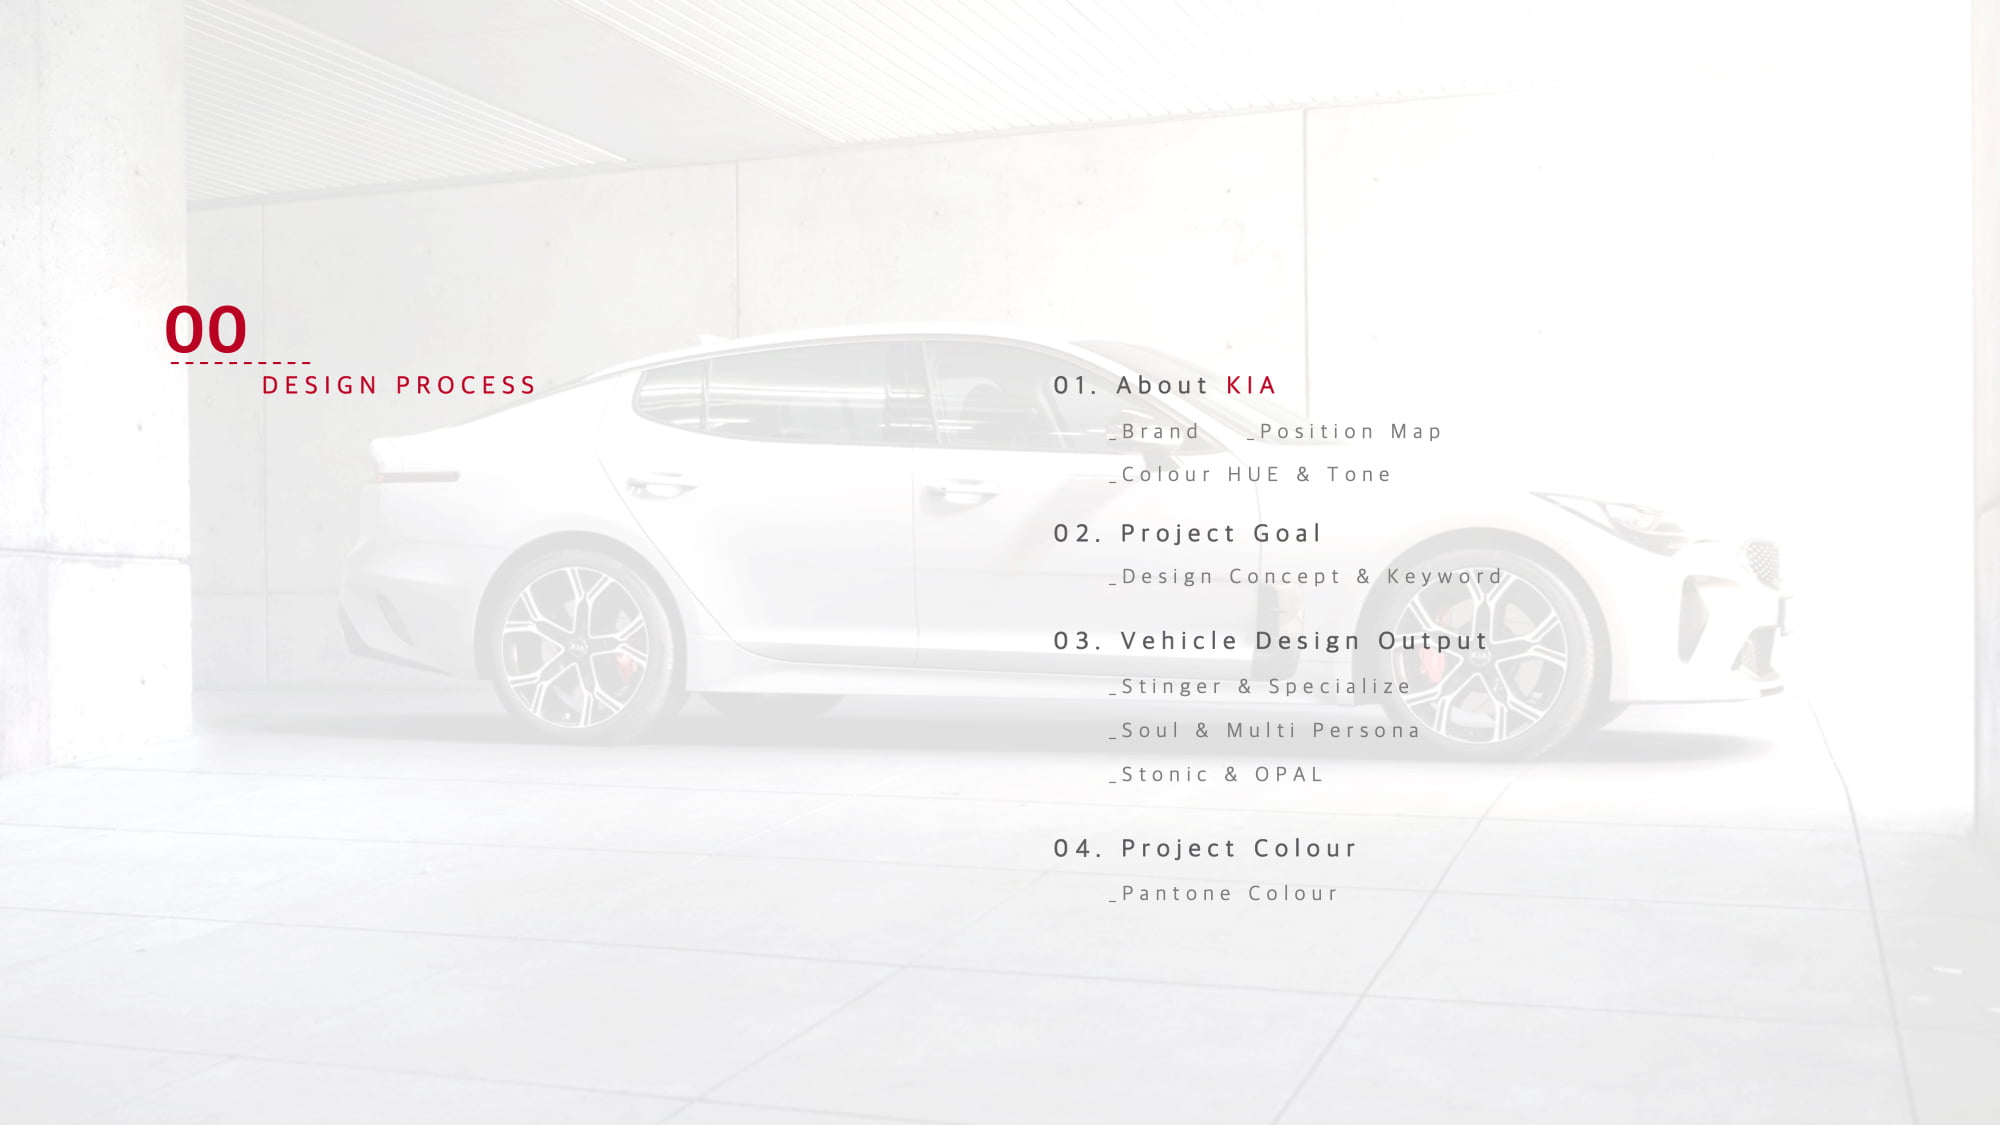 00
DESIGN PROCESS
01. About KIA
_Brand _Position Map
_Colour HUE & Tone
02. Project Goal
_Design Concept & Keyword
03. Vehicle Design Output
_Stinger & Specialize
_Soul & Multi Persona
_Stonic & OPAL
04. Project Colour
_Pantone Colour